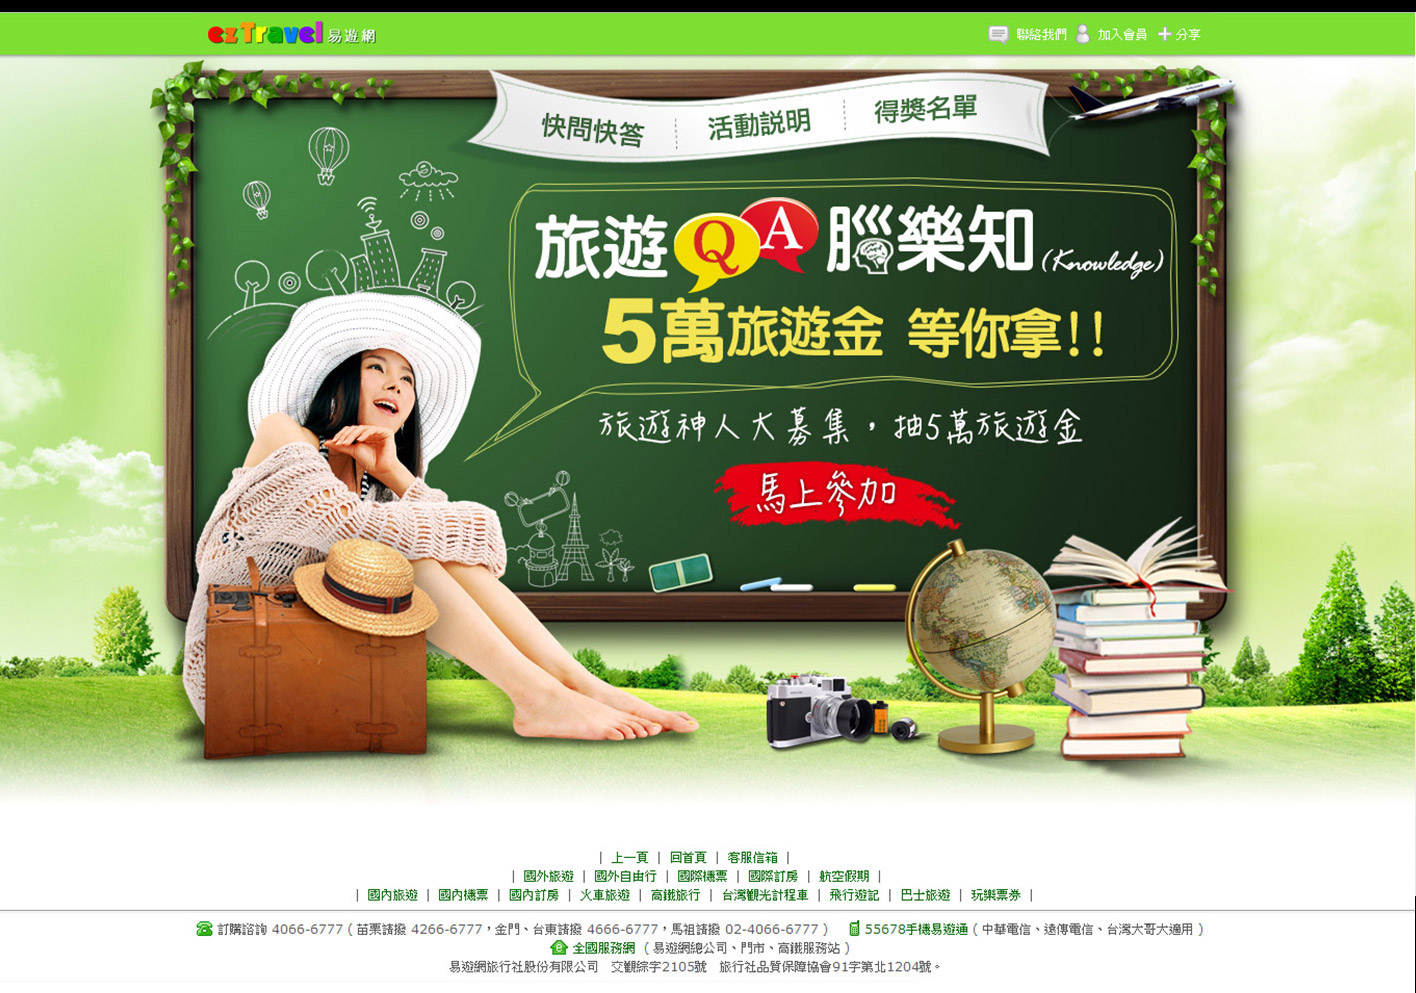 ezTravel 易遊網
聯絡我們 加入會員 分享
快問快答 活動說明 得獎名單
旅遊QA腦樂知(Knowledge)
5萬旅遊金 等你拿!!
旅遊神人大募集，抽5萬旅遊金
馬上參加
| 上一頁 | 回首頁 | 客服信箱 |
| 國外旅遊 | 國外自由行 | 國際機票 | 國際訂房 | 航空假期 |
| 國內旅遊 | 國內機票 | 國內訂房 | 火車旅遊 | 高鐵旅行 | 台灣觀光計程車 | 飛行遊記 | 巴士旅遊 | 玩樂票券 |
訂購諮詢 4066-6777 ( 苗栗請撥 4266-6777，金門、台東請撥 4666-6777，馬祖請撥 02-4066-6777 ) 55678手機易遊通 ( 中華電信、遠傳電信、台灣大哥大適用 )
全國服務網 ( 易遊網總公司、門市、高鐵服務站 )
易遊網旅行社股份有限公司 交觀綜字2105號 旅行社品質保障協會91字第北1204號。